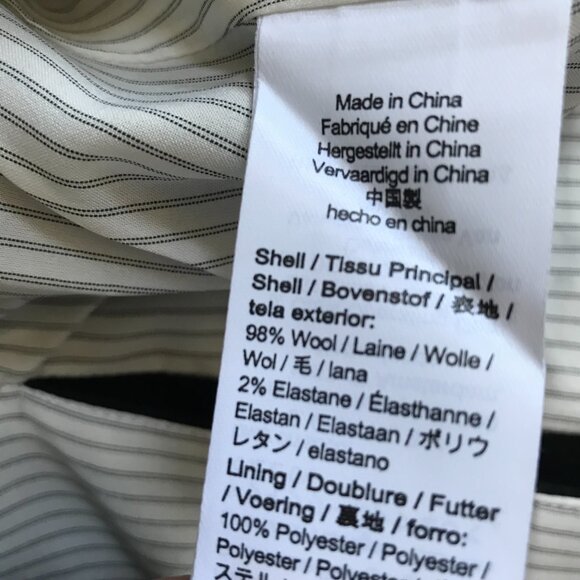 Made in China
Fabriqué en Chine
Hergestellt in China
Vervaardigd in China
中国製
hecho en china
Shell / Tissu Principal /
Shell / Bovenstof / 表地 /
tela exterior:
98% Wool / Laine / Wolle /
Wol / 毛 / lana
2% Elastane / Élasthanne /
Elastan / Elastaan / ポリウ
レタン / elastano
Lining / Doublure / Futter
/ Voering / 裏地 / forro:
100% Polyester / Polyester /
Polyester / Polyester /